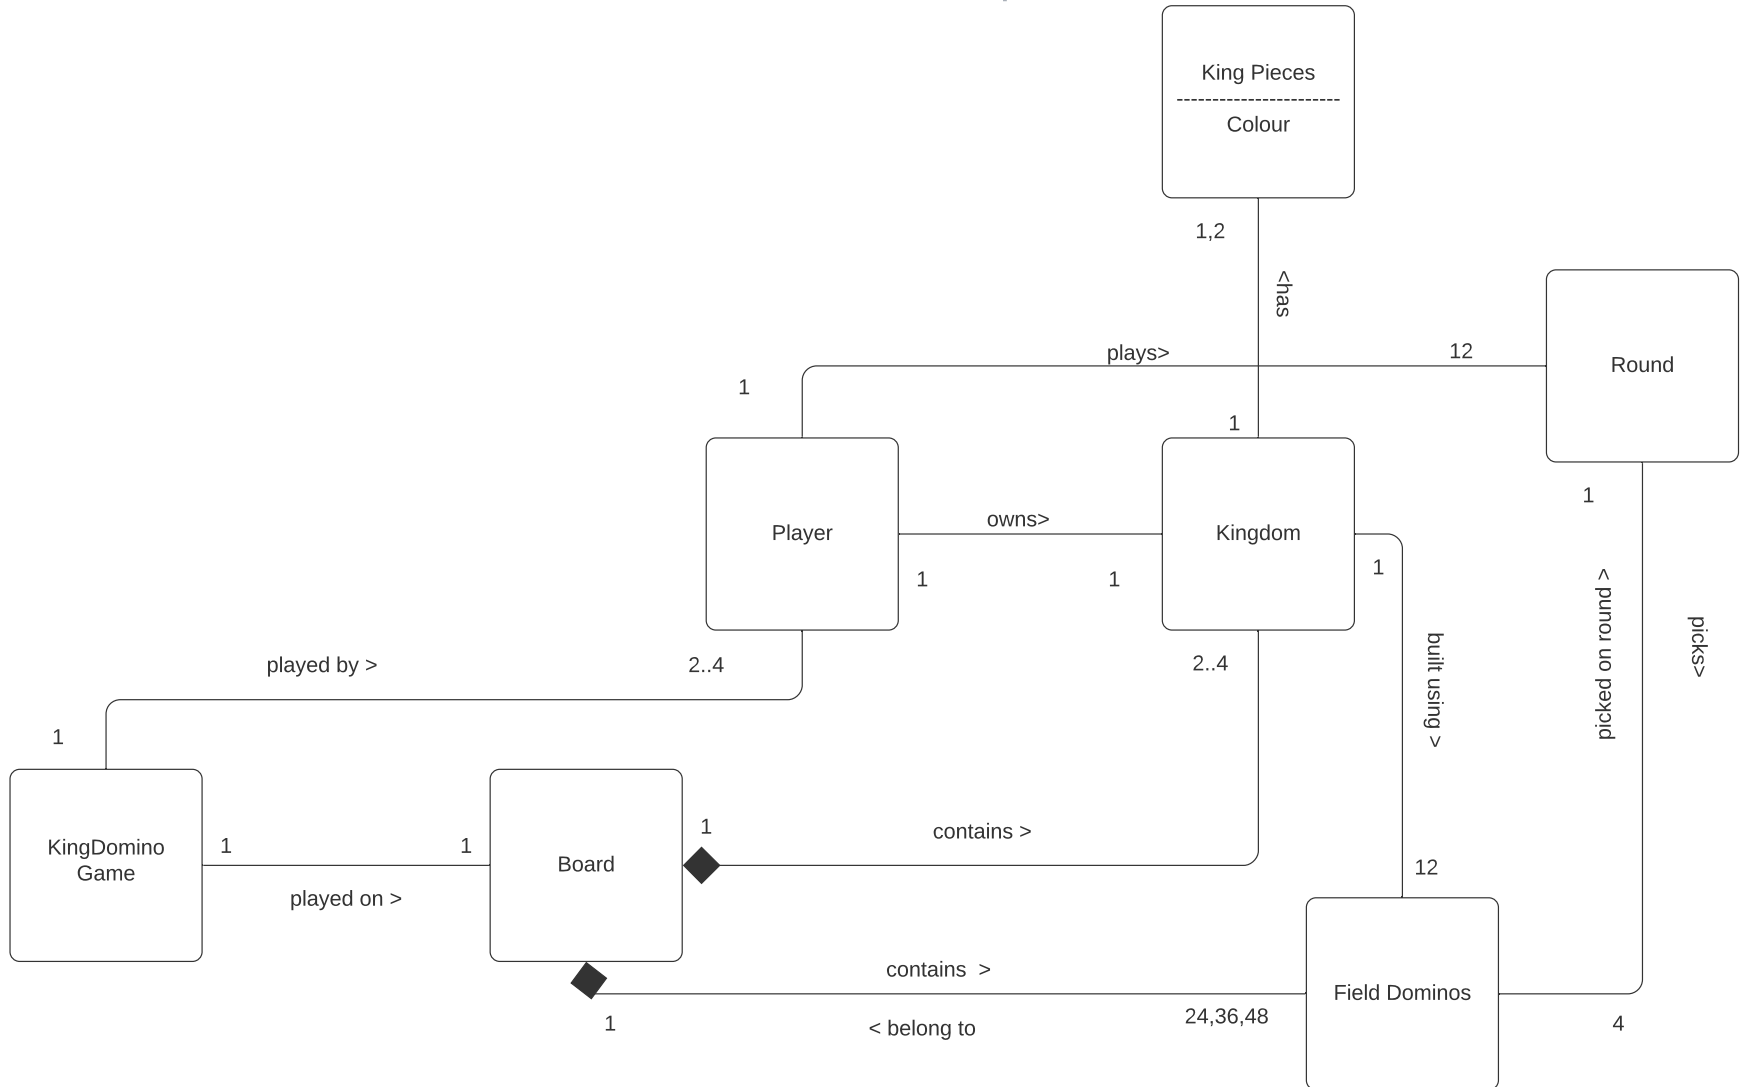 King Pieces
-----------------------
Colour
1,2
<has
plays>
12
Round
1
1
1
Player
owns>
Kingdom
1
1
1
played by >
2..4
2..4
built using >
< picked on round >
picks>
1
KingDomino
Game
1
played on >
1
Board
1
contains >
12
contains  >
Field Dominos
1
< belong to
24,36,48
4